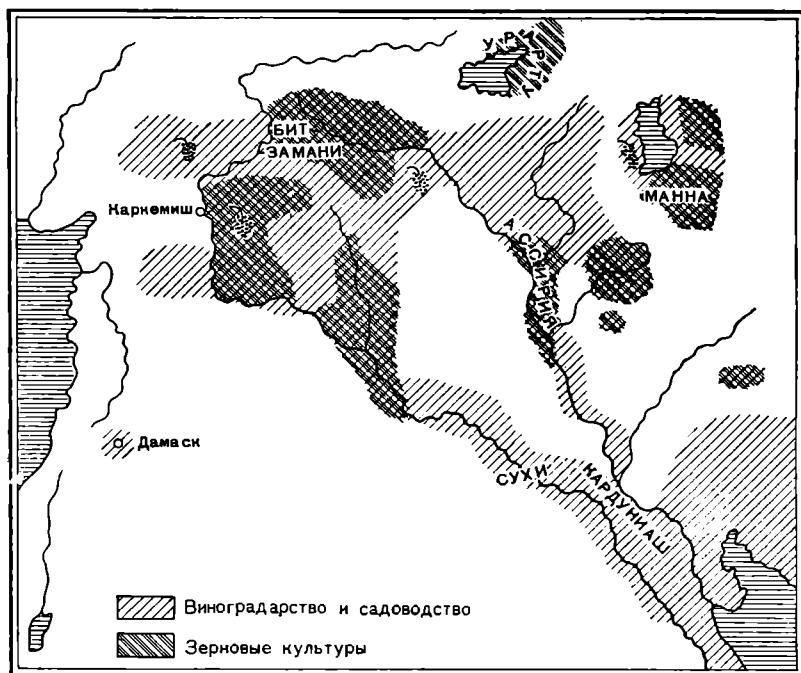 УРАРТУ
БИТ
ЗАМАНИ
МАННА
Каркемиш
АССИРИЯ
Дамаск
СУХИ
КАРДУНИАШ
Виноградарство и садоводство
Зерновые культуры